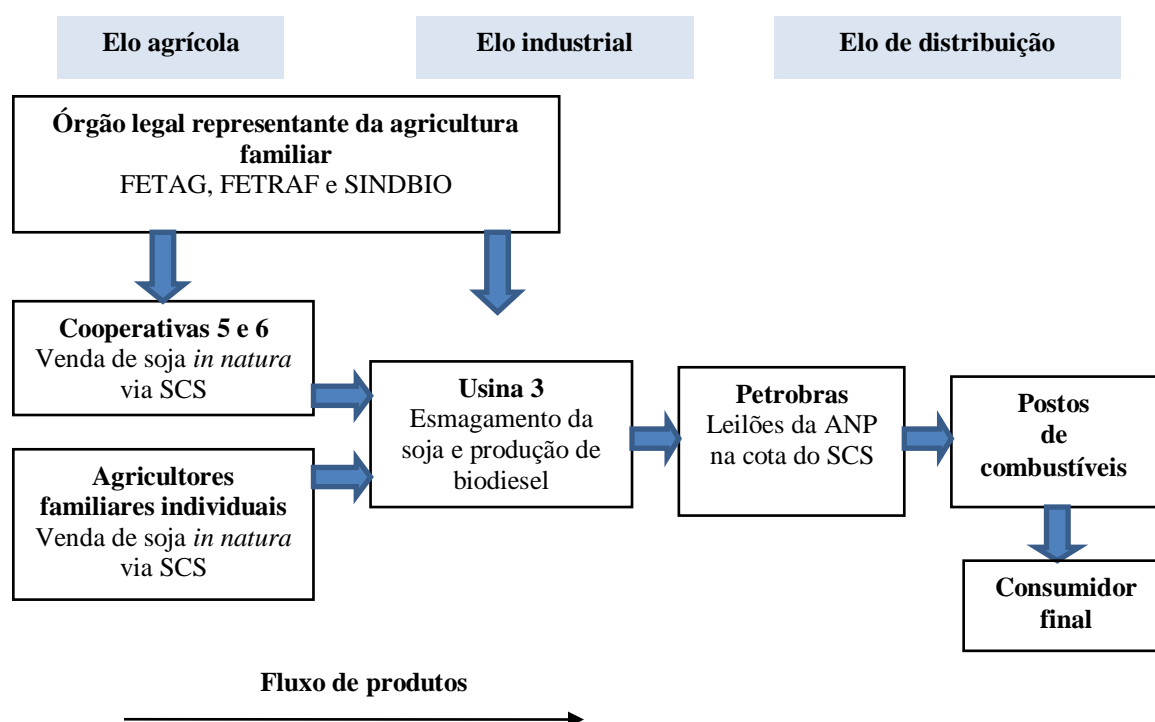 Elo agrícola
Elo industrial
Elo de distribuição
Órgão legal representante da agricultura
familiar
FETAG, FETRAF e SINDBIO
Cooperativas 5 e 6
Venda de soja in natura
via SCS
Agricultores
familiares individuais
Venda de soja in natura
via SCS
Usina 3
Esmagamento da
soja e produção de
biodiesel
Petrobras
Leilões da ANP
na cota do SCS
Postos
de
combustíveis
Consumidor
final
Fluxo de produtos